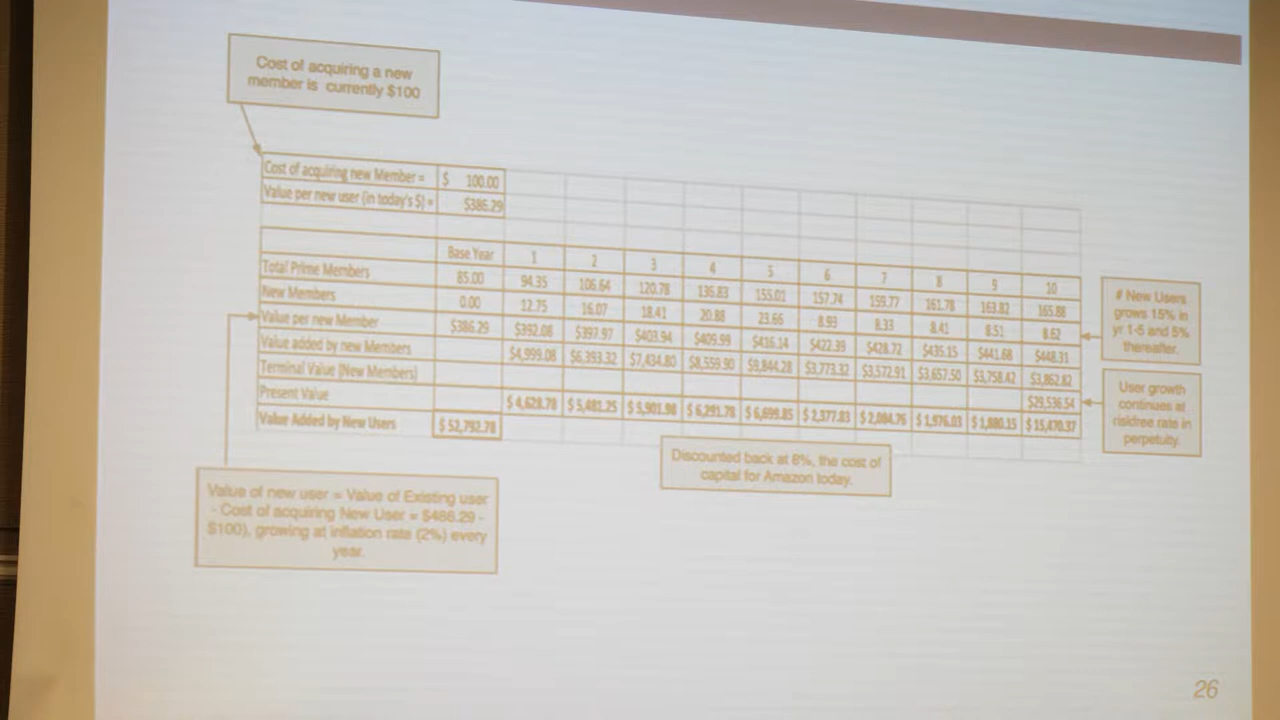 Cost of acquiring a new
member is currently $100
Cost of acquiring new Member = $ 100.00
Value per new user (in today's $) = $386.29
Base Year 1 2 3 4 5 6 7 8 9 10
Total Prime Members 85.00 94.35 106.64 120.78 136.83 155.01 157.74 159.77 161.78 163.82 165.88
New Members 0.00 12.75 16.07 18.41 20.88 23.66 8.93 8.33 8.41 8.51 8.62
Value per new Member $386.29 $392.08 $397.97 $403.94 $409.99 $416.14 $422.39 $428.72 $435.15 $441.68 $448.31
Value added by new Members $4,999.08 $6,393.32 $7,434.80 $8,559.90 $9,844.28 $3,773.32 $3,572.91 $3,657.50 $3,758.42 $3,862.82
Terminal Value (New Members) $29,536.54
Present Value $ 4,628.78 $ 5,481.25 $ 5,901.98 $ 6,291.78 $ 6,699.85 $ 2,377.83 $ 2,084.76 $ 1,976.03 $ 1,880.15 $ 15,470.37
Value Added by New Users $ 52,792.78
# New Users
grows 15% in
yr 1-5 and 5%
thereafter.
User growth
continues at
riskfree rate in
perpetuity.
Discounted back at 8%, the cost of
capital for Amazon today.
Value of new user = Value of Existing user
- Cost of acquiring New User = $486.29 -
$100), growing at inflation rate (2%) every
year.
26